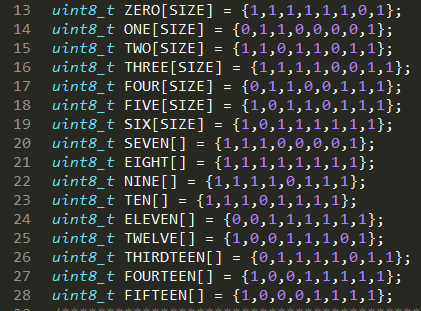 13 uint8_t ZERO[SIZE] = {1,1,1,1,1,1,0,1};
14 uint8_t ONE[SIZE] = {0,1,1,0,0,0,0,1};
15 uint8_t TWO[SIZE] = {1,1,0,1,1,0,1,1};
16 uint8_t THREE[SIZE] = {1,1,1,1,0,0,1,1};
17 uint8_t FOUR[SIZE] = {0,1,1,0,0,1,1,1};
18 uint8_t FIVE[SIZE] = {1,0,1,1,0,1,1,1};
19 uint8_t SIX[SIZE] = {1,0,1,1,1,1,1,1};
20 uint8_t SEVEN[] = {1,1,1,0,0,0,0,1};
21 uint8_t EIGHT[] = {1,1,1,1,1,1,1,1};
22 uint8_t NINE[] = {1,1,1,1,0,1,1,1};
23 uint8_t TEN[] = {1,1,1,0,1,1,1,1};
24 uint8_t ELEVEN[] = {0,0,1,1,1,1,1,1};
25 uint8_t TWELVE[] = {1,0,0,1,1,1,0,1};
26 uint8_t THIRDTEEN[] = {0,1,1,1,1,0,1,1};
27 uint8_t FOURTEEN[] = {1,0,0,1,1,1,1,1};
28 uint8_t FIFTEEN[] = {1,0,0,0,1,1,1,1};